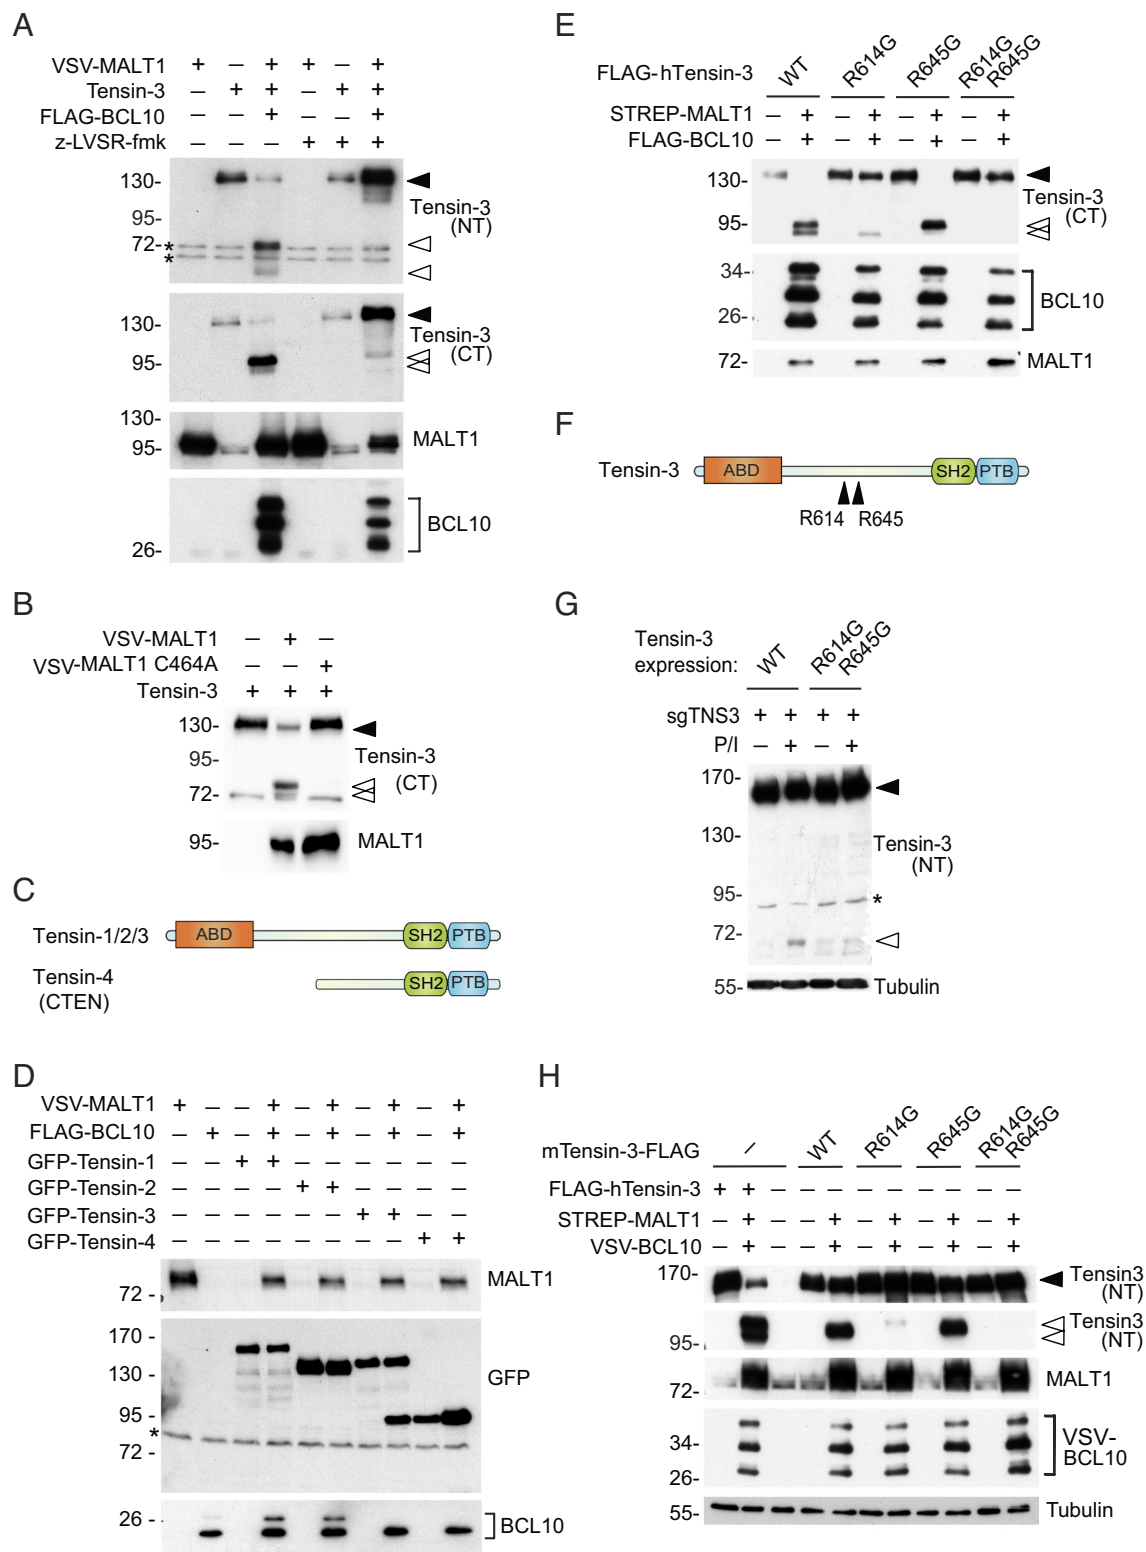 A
VSV-MALT1 + – + + – +
Tensin-3 – + + – + +
FLAG-BCL10 – – + – – +
z-LVSR-fmk – – – + + +
130-
95-
72-
*
*
Tensin-3
(NT)
130-
95-
Tensin-3
(CT)
130-
95-
MALT1
26-
BCL10
B
VSV-MALT1 – + –
VSV-MALT1 C464A – – +
Tensin-3 + + +
130-
95-
72-
Tensin-3
(CT)
95-
MALT1
C
Tensin-1/2/3
ABD
SH2
PTB
Tensin-4
(CTEN)
SH2
PTB
D
VSV-MALT1 + – – + – + – + – +
FLAG-BCL10 – + – + – + – + – +
GFP-Tensin-1 – – + + – – – – – –
GFP-Tensin-2 – – – – + + – – – –
GFP-Tensin-3 – – – – – – + + – –
GFP-Tensin-4 – – – – – – – – + +
72 -
MALT1
170 -
130 -
95 -
*
72 -
GFP
26 -
BCL10
E
FLAG-hTensin-3 WT R614G R645G R614G R645G
STREP-MALT1 – + – + – + – +
FLAG-BCL10 – + – + – + – +
130-
95-
Tensin-3
(CT)
34-
26-
BCL10
72-
MALT1
F
Tensin-3
ABD
SH2
PTB
R614 R645
G
Tensin-3
expression: WT R614G R645G
sgTNS3 + + + +
P/I – + – +
170-
130-
95-
72-
Tensin-3
(NT)
*
55-
Tubulin
H
mTensin-3-FLAG – WT R614G R645G R614G R645G
FLAG-hTensin-3 + + – – – – – – – – –
STREP-MALT1 – + – – + – + – + – +
VSV-BCL10 – + – – + – + – + – +
170-
Tensin3
(NT)
95-
Tensin3
(NT)
72-
MALT1
34-
26-
VSV-
BCL10
55-
Tubulin